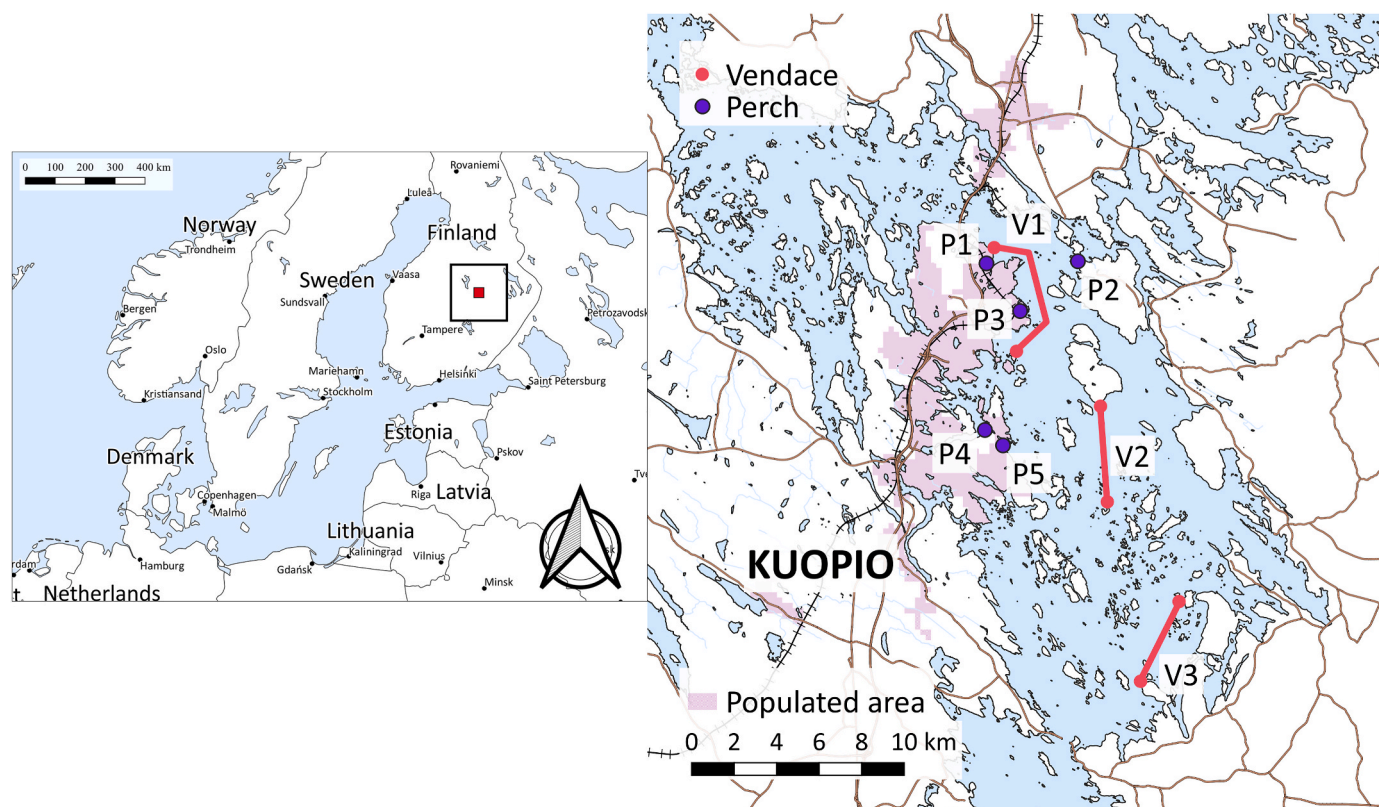 0 100 200 300 400 km
Rovaniemi
Luleå
Norway
Trondheim
Finland
Sweden
Vaasa
Sundsvall
Bergen
Petrozavodsk
Tampere
Oslo
Mariehamn
Helsinki
Kristiansand
Stockholm
Saint Petersburg
Estonia
Denmark
Pskov
Riga
Latvia
Copenhagen
Malmö
Lithuania
Kaliningrad
Vilnius
Hamburg
Gdańsk
Minsk
Netherlands
Vendace
Perch
V1
P1
P2
P3
P4
V2
P5
KUOPIO
V3
Populated area
0 2 4 6 8 10 km